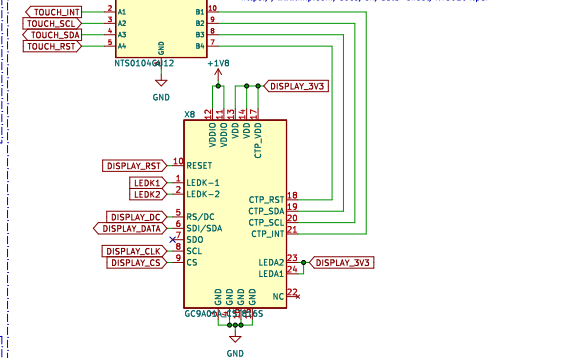 TOUCH_INT 2 A1 B1 10
TOUCH_SCL 3 A2 B2 9
TOUCH_SDA 4 A3 B3 8
TOUCH_RST 5 A4 B4 7
GND
+1V8
GND
DISPLAY_3V3
X8
12 11 13 14 17
VDDIO VDDIO VDD VDD CTP_VDD
DISPLAY_RST 10 RESET
LEDK1 1 LEDK-1
LEDK2 2 LEDK-2
CTP_RST 18
CTP_SDA 19
CTP_SCL 20
CTP_INT 21
DISPLAY_DC 5 RS/DC
DISPLAY_DATA 6 SDI/SDA
7 SDO
DISPLAY_CLK 8 SCL
DISPLAY_CS 9 CS
LEDA2 23 DISPLAY_3V3
LEDA1 24
NC 22
GND GND GND GND
GND